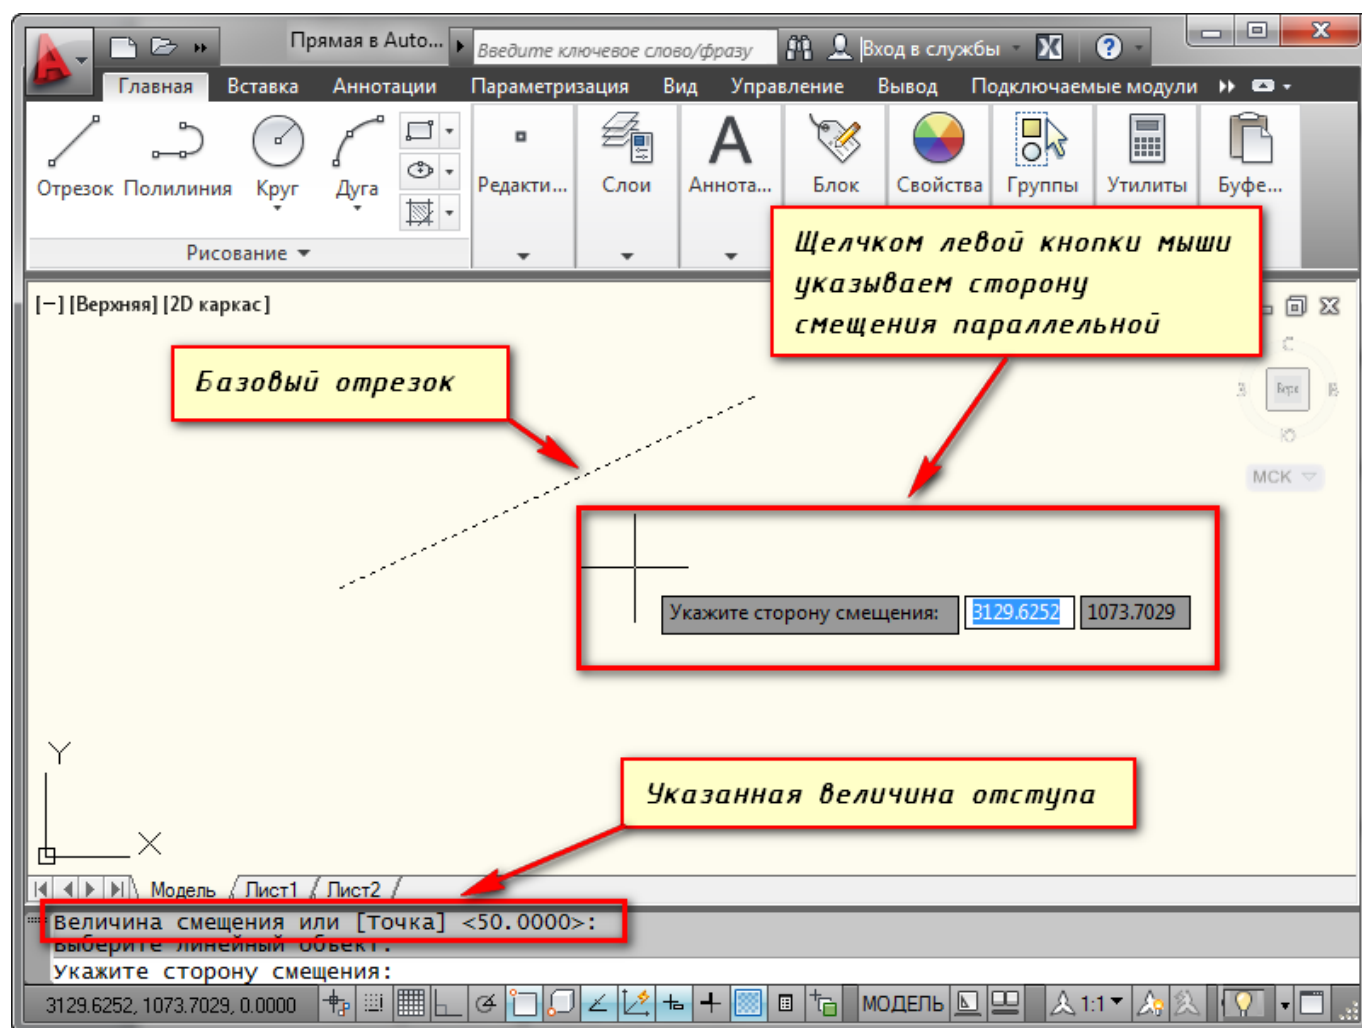 Прямая в Auto...
Введите ключевое слово/фразу
Вход в службы
Главная Вставка Аннотации Параметризация Вид Управление Вывод Подключаемые модули
Отрезок Полилиния Круг Дуга Редакти... Слои Аннота... Блок Свойства Группы Утилиты Буфе...
Рисование
Щелчком левой кнопки мыши
указываем сторону
смещения параллельной
[−] [Верхняя] [2D каркас]
Базовый отрезок
Верх
МСК
Укажите сторону смещения: 3129.6252 1073.7029
Y
X
Указанная величина отступа
Модель Лист1 Лист2
Величина смещения или [Точка] <50.0000>:
Выберите линейный объект:
Укажите сторону смещения:
3129.6252, 1073.7029, 0.0000 МОДЕЛЬ 1:1